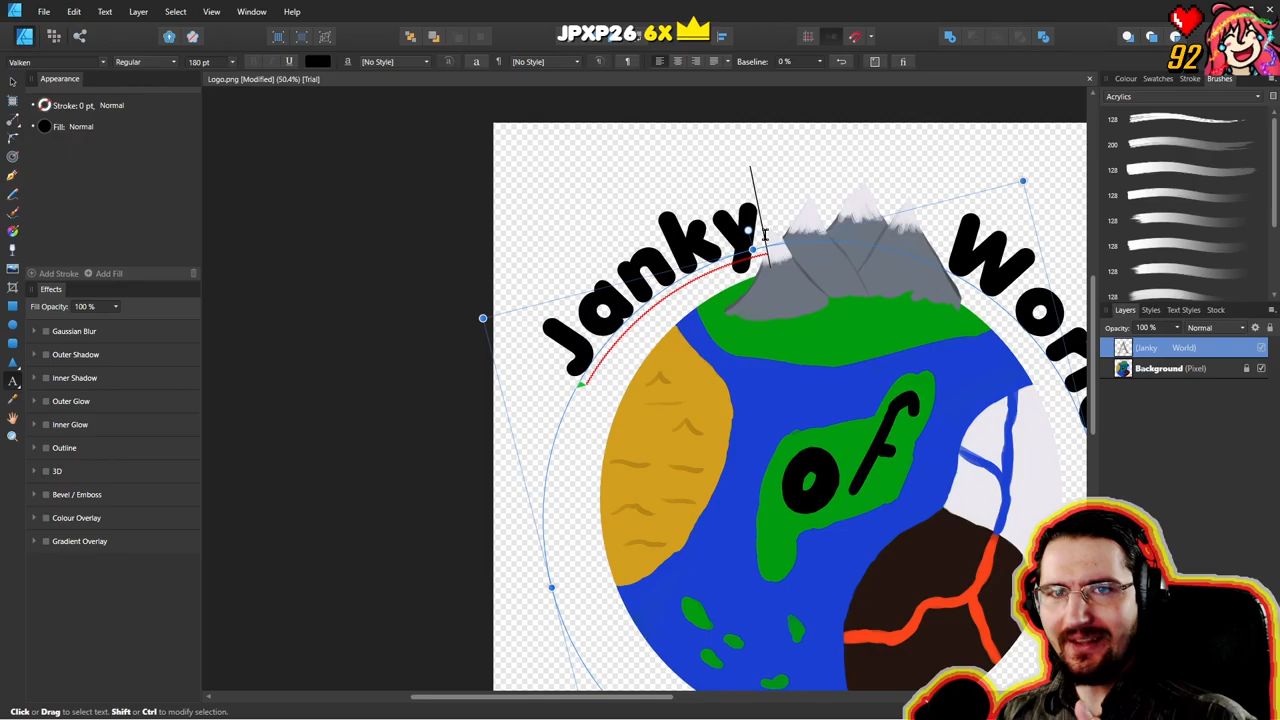 JPXP26 6X
92
File Edit Text Layer Select View Window Help
Valken Regular 180 pt B I U a [No Style] a ¶ [No Style] ¶ Baseline: 0 % fi
Appearance
Logo.png [Modified] (50.4%) [Trial]
Colour Swatches Stroke Brushes
Stroke: 0 pt, Normal
Fill: Normal
Acrylics
128
200
128
128
128
128
128
128
Add Stroke Add Fill
Effects
Fill Opacity: 100 %
Gaussian Blur
Outer Shadow
Inner Shadow
Outer Glow
Inner Glow
Outline
3D
Bevel / Emboss
Colour Overlay
Gradient Overlay
Janky
of
Layers Styles Text Styles Stock
Opacity: 100 % Normal
(Janky World)
Background (Pixel)
Click or Drag to select text. Shift or Ctrl to modify selection.